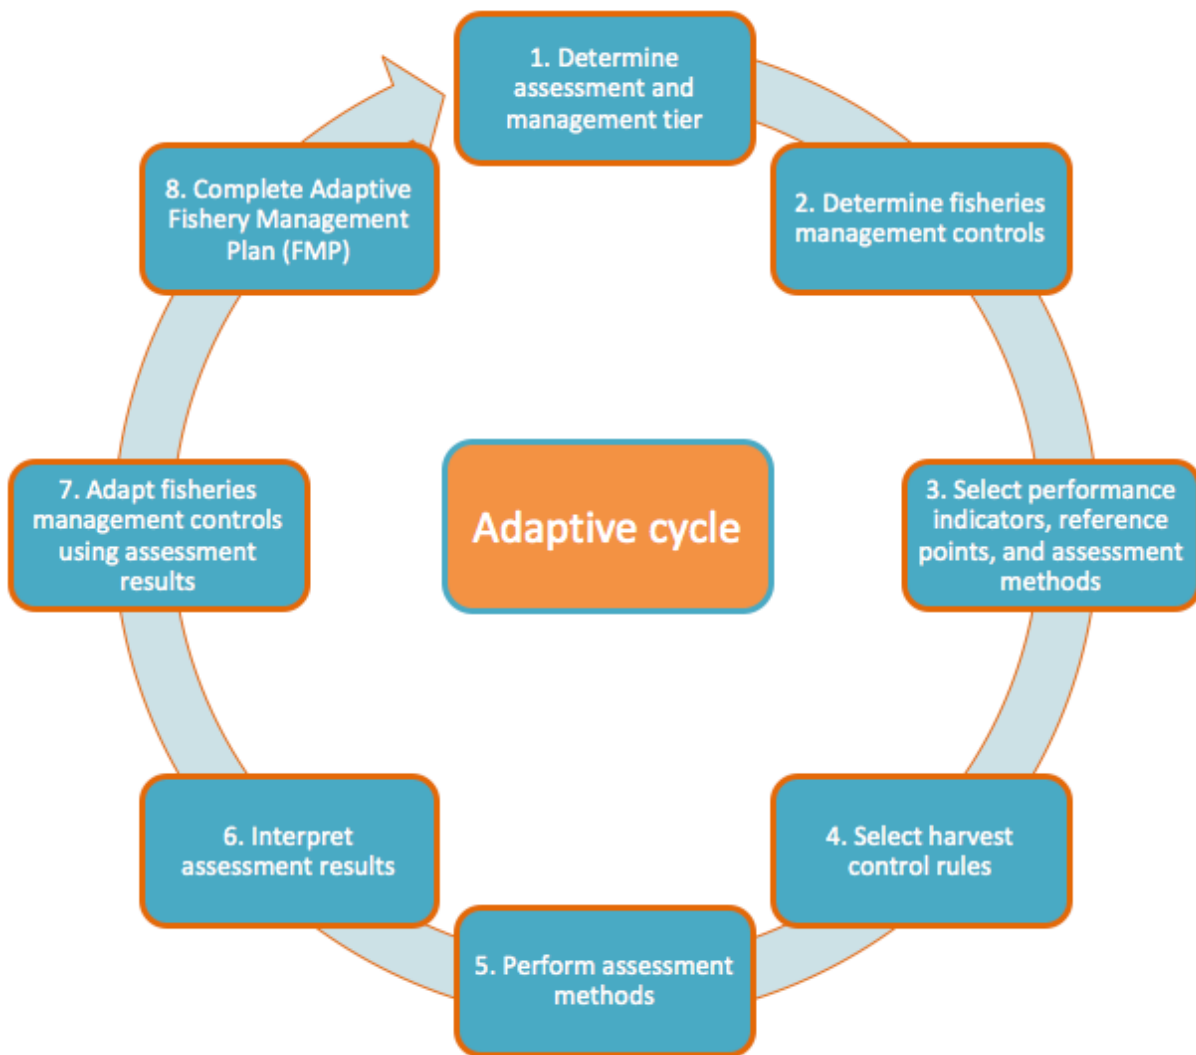 1. Determine
assessment and
management tier
2. Determine fisheries
management controls
3. Select performance
indicators, reference
points, and assessment
methods
4. Select harvest
control rules
5. Perform assessment
methods
6. Interpret
assessment results
7. Adapt fisheries
management controls
using assessment
results
8. Complete Adaptive
Fishery Management
Plan (FMP)
Adaptive cycle